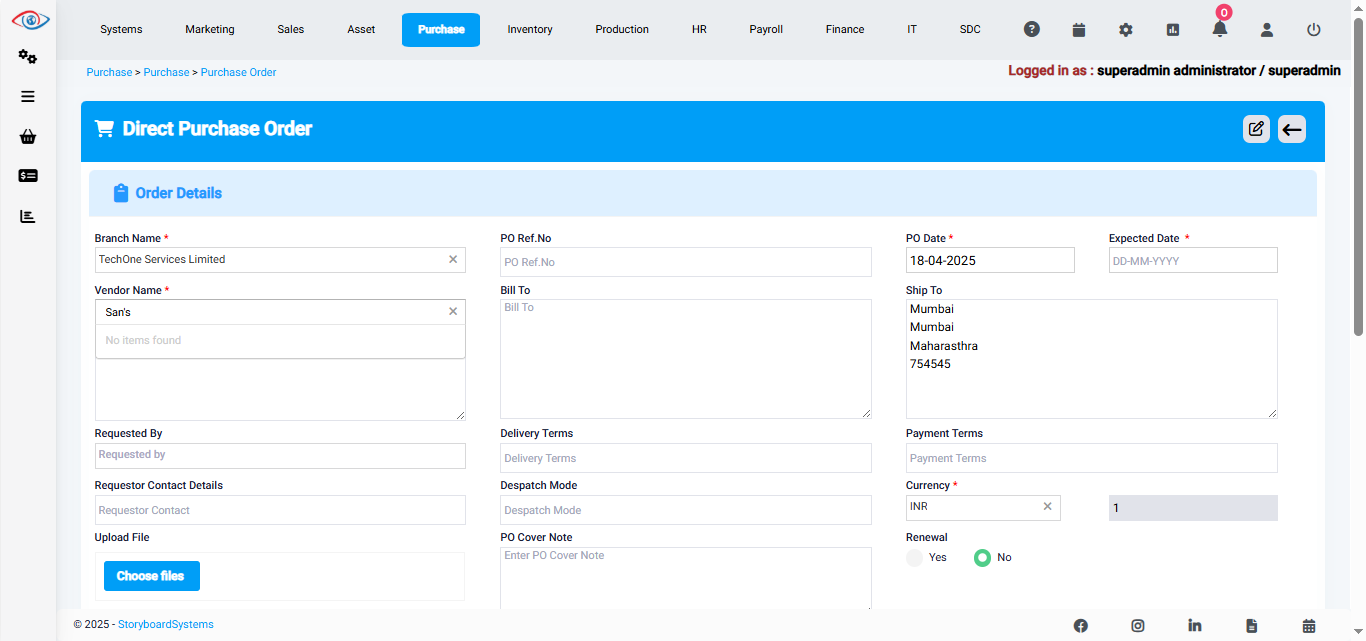 Systems Marketing Sales Asset Purchase Inventory Production HR Payroll Finance IT SDC 0
Purchase > Purchase > Purchase Order
Logged in as : superadmin administrator / superadmin
Direct Purchase Order
Order Details
Branch Name * PO Ref.No PO Date * Expected Date *
TechOne Services Limited PO Ref.No 18-04-2025 DD-MM-YYYY
Vendor Name * Bill To Ship To
San's Bill To Mumbai
Mumbai
No items found Maharasthra
754545
Requested By Delivery Terms Payment Terms
Requested by Delivery Terms Payment Terms
Requestor Contact Details Despatch Mode Currency *
Requestor Contact Despatch Mode INR 1
Upload File PO Cover Note Renewal
Enter PO Cover Note Yes No
Choose files
© 2025 - StoryboardSystems